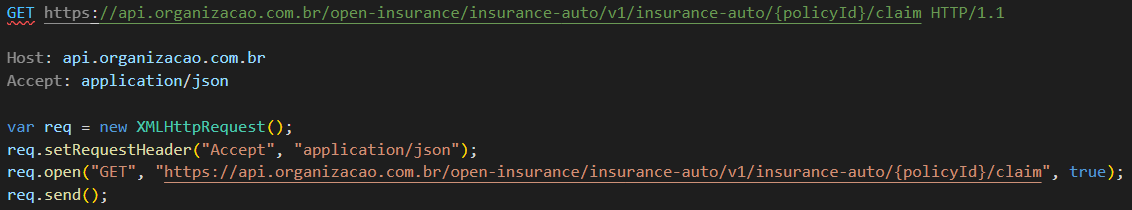 GET https://api.organizacao.com.br/open-insurance/insurance-auto/v1/insurance-auto/{policyId}/claim HTTP/1.1
Host: api.organizacao.com.br
Accept: application/json
var req = new XMLHttpRequest();
req.setRequestHeader("Accept", "application/json");
req.open("GET", "https://api.organizacao.com.br/open-insurance/insurance-auto/v1/insurance-auto/{policyId}/claim", true);
req.send();